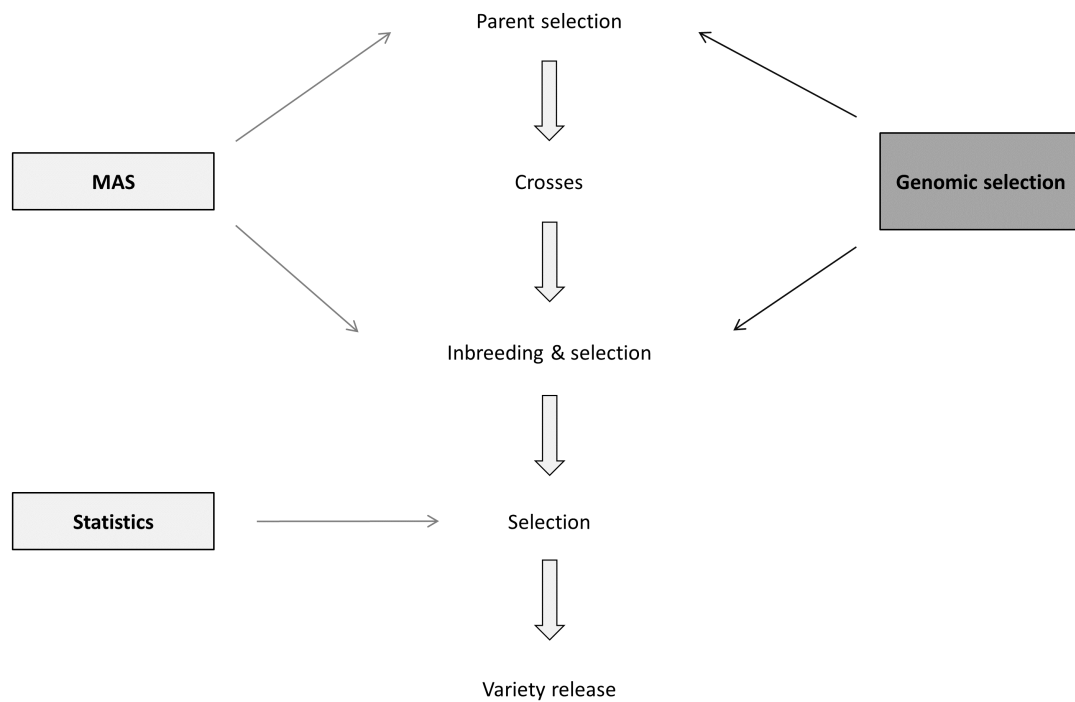 Parent selection
MAS
Crosses
Genomic selection
Inbreeding & selection
Statistics
Selection
Variety release